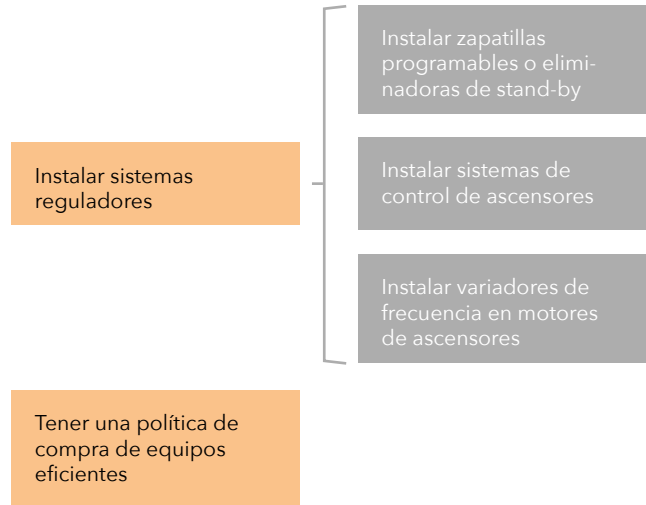 Instalar sistemas
reguladores
Instalar zapatillas
programables o elimi-
nadoras de stand-by
Instalar sistemas de
control de ascensores
Instalar variadores de
frecuencia en motores
de ascensores
Tener una política de
compra de equipos
eficientes